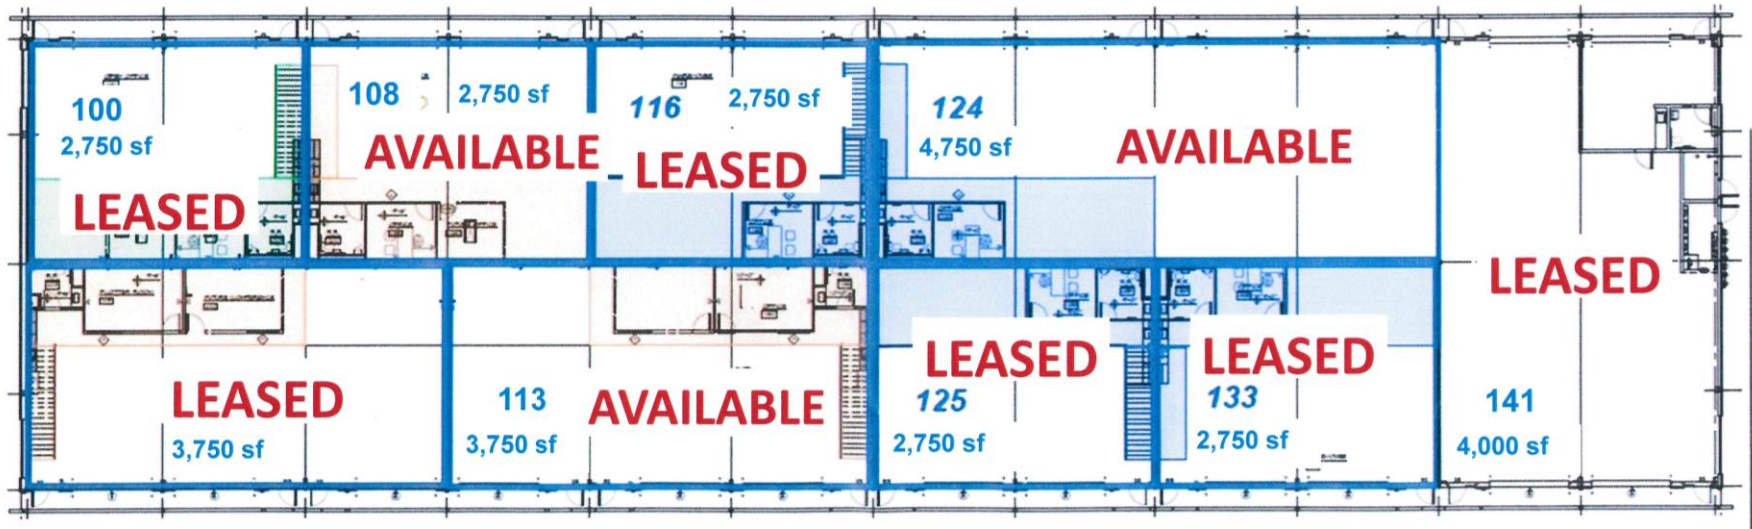 100
2,750 sf
LEASED
108
2,750 sf
AVAILABLE
116
2,750 sf
LEASED
124
4,750 sf
AVAILABLE
LEASED
3,750 sf
113
3,750 sf
AVAILABLE
LEASED
125
2,750 sf
LEASED
133
2,750 sf
LEASED
141
4,000 sf